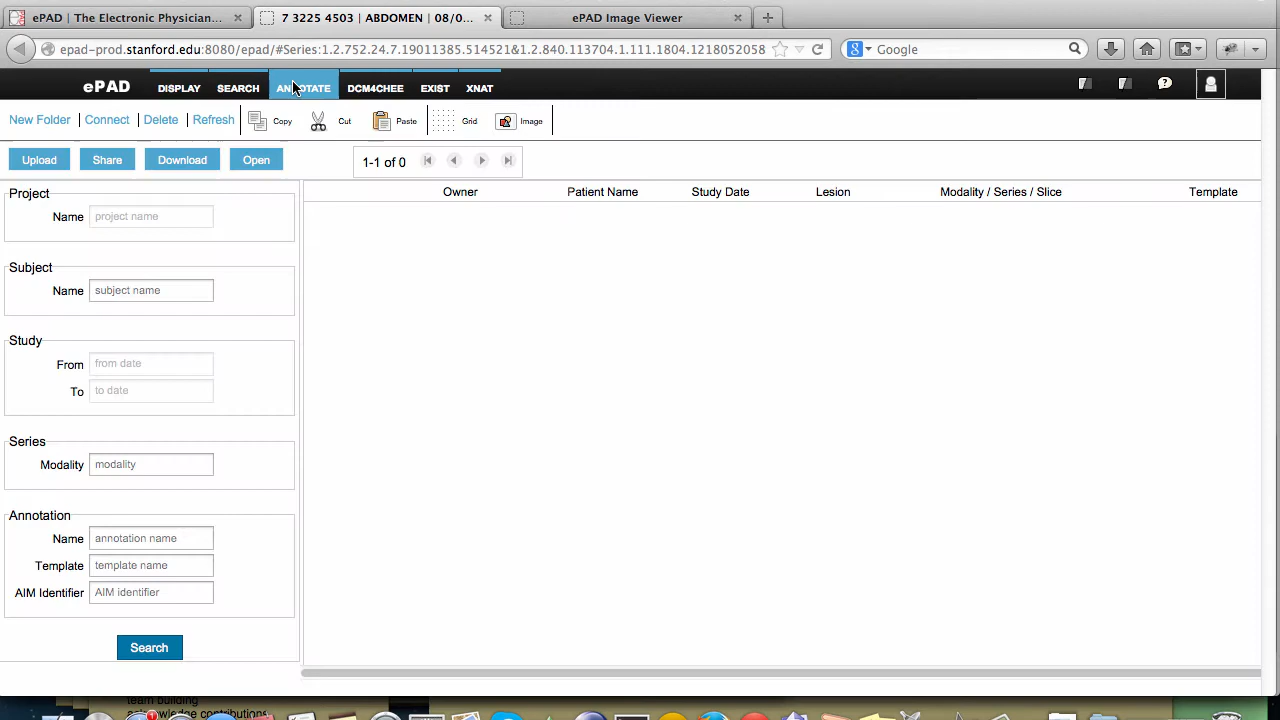 ePAD | The Electronic Physician...
7 3225 4503 | ABDOMEN | 08/0...
ePAD Image Viewer
epad-prod.stanford.edu:8080/epad/#Series:1.2.752.24.7.19011385.514521&1.2.840.113704.1.111.1804.1218052058
Google
ePAD
DISPLAY
SEARCH
ANNOTATE
DCM4CHEE
EXIST
XNAT
New Folder
Connect
Delete
Refresh
Copy
Cut
Paste
Grid
Image
Upload
Share
Download
Open
1-1 of 0
Owner
Patient Name
Study Date
Lesion
Modality / Series / Slice
Template
Project
Name
project name
Subject
Name
subject name
Study
From
from date
To
to date
Series
Modality
modality
Annotation
Name
annotation name
Template
template name
AIM Identifier
AIM identifier
Search
team building
acknowledge contributions